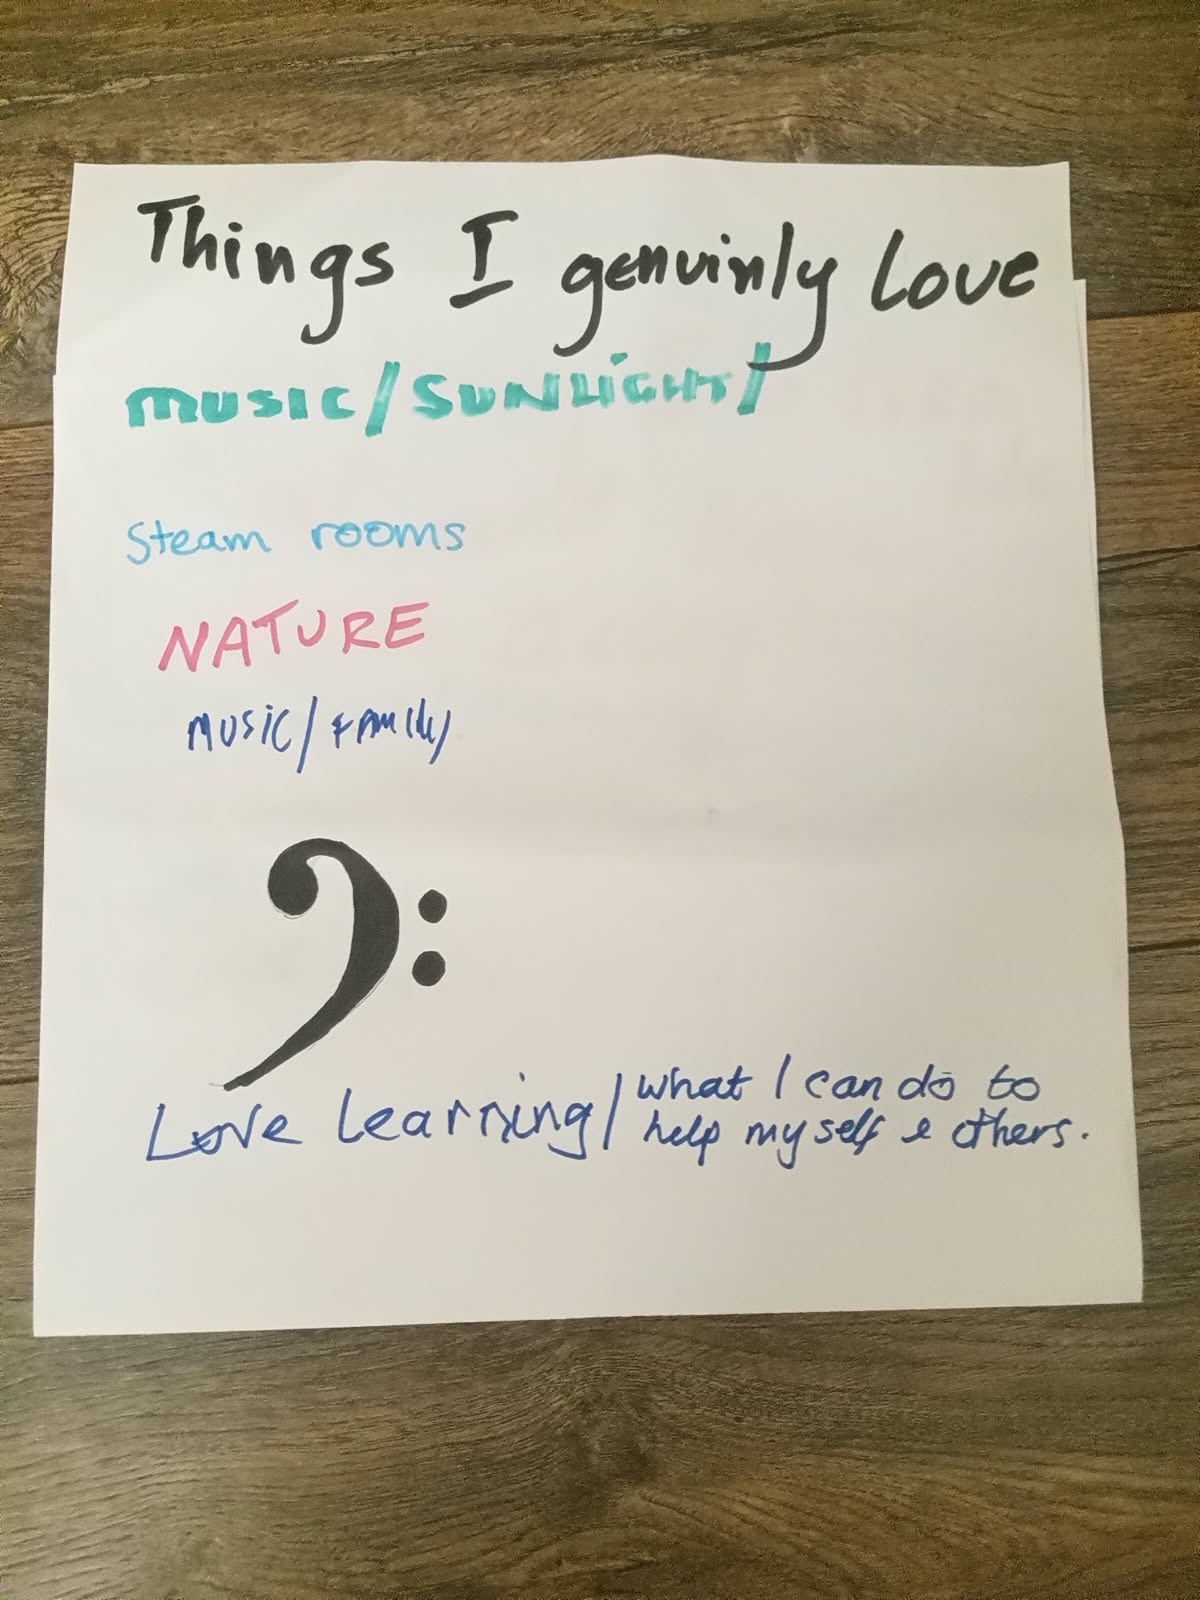 Things I genuinly Love
MUSIC/SUNLIGHT/
Steam rooms
NATURE
MUSIC/FAMILY
Love Learning/ what I can do to
help myself & others.